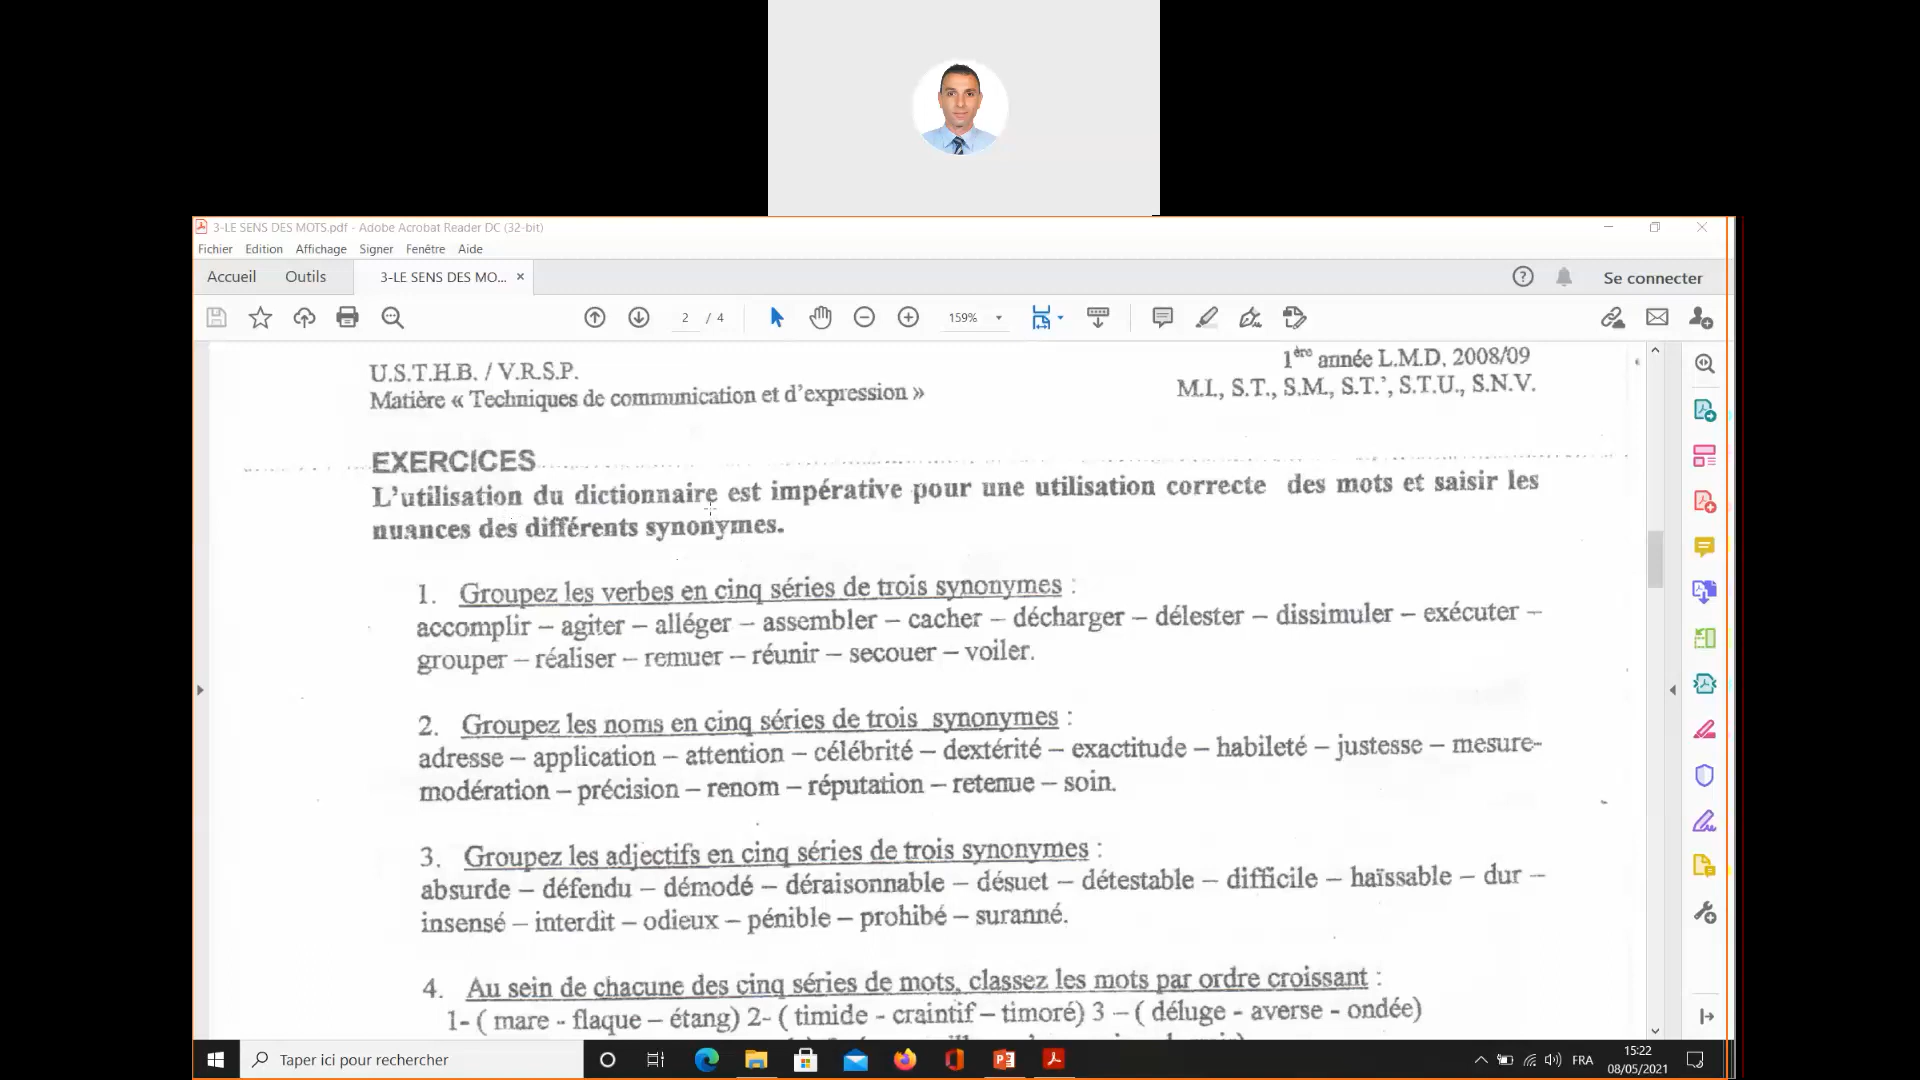 3-LE SENS DES MOTS.pdf - Adobe Acrobat Reader DC (32-bit)
Fichier Edition Affichage Signer Fenêtre Aide
Accueil Outils 3-LE SENS DES MO... × Se connecter
2 / 4 159%
U.S.T.H.B. / V.R.S.P. 1ère année L.M.D, 2008/09
Matière « Techniques de communication et d'expression » M.I., S.T., S.M., S.T.', S.T.U., S.N.V.
EXERCICES
L'utilisation du dictionnaire est impérative pour une utilisation correcte des mots et saisir les
nuances des différents synonymes.
1. Groupez les verbes en cinq séries de trois synonymes :
accomplir – agiter – alléger – assembler – cacher – décharger – délester – dissimuler – exécuter –
grouper – réaliser – remuer – réunir – secouer – voiler.
2. Groupez les noms en cinq séries de trois synonymes :
adresse – application – attention – célébrité – dextérité – exactitude – habileté – justesse – mesure-
modération – précision – renom – réputation – retenue – soin.
3. Groupez les adjectifs en cinq séries de trois synonymes :
absurde – défendu – démodé – déraisonnable – désuet – détestable – difficile – haïssable – dur –
insensé – interdit – odieux – pénible – prohibé – suranné.
4. Au sein de chacune des cinq séries de mots, classez les mots par ordre croissant :
1- ( mare - flaque – étang) 2- ( timide - craintif – timoré) 3 – ( déluge - averse - ondée)
Taper ici pour rechercher
FRA
15:22
08/05/2021